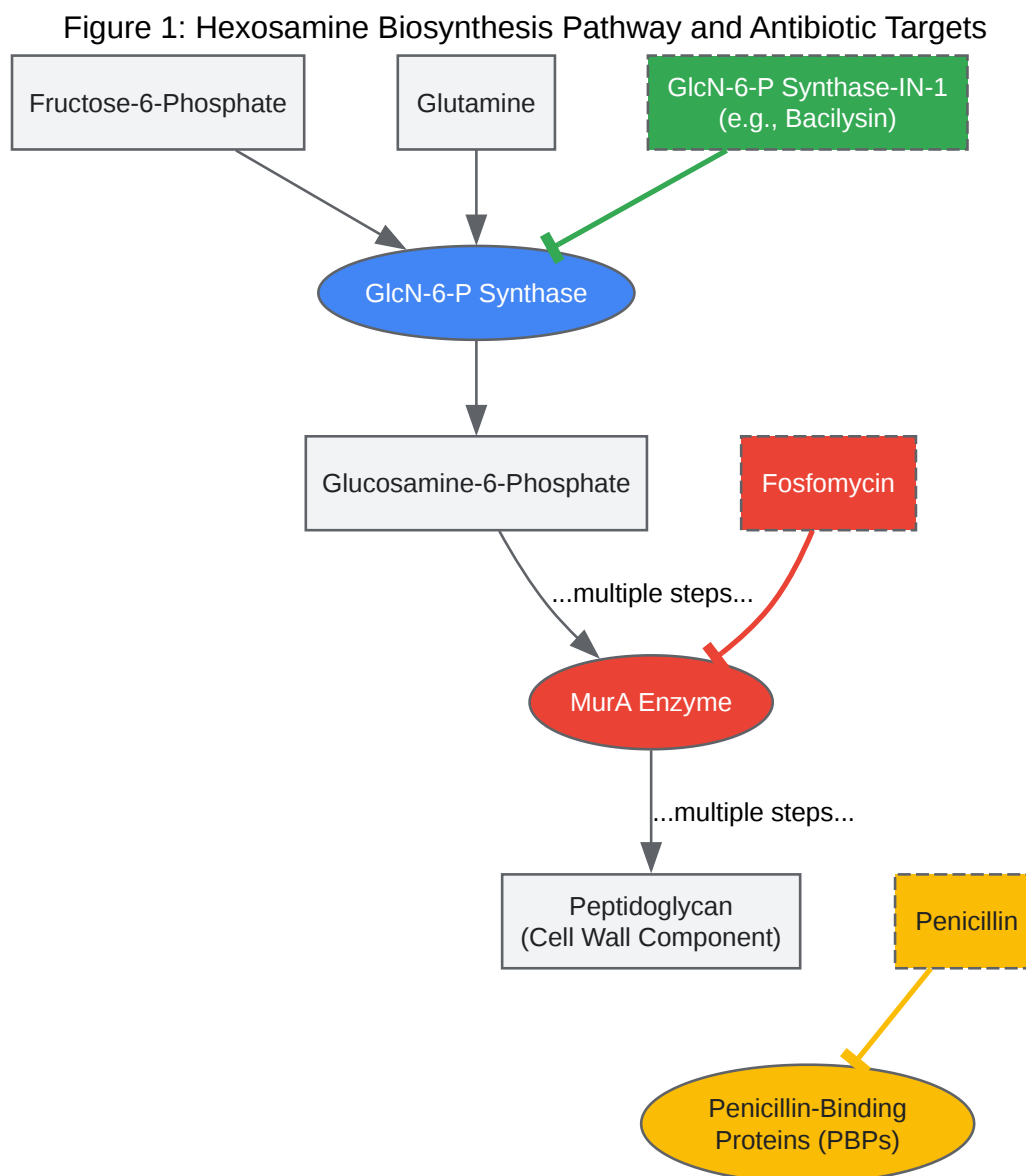 Figure 1: Hexosamine Biosynthesis Pathway and Antibiotic Targets
Fructose-6-Phosphate
Glutamine
GlcN-6-P Synthase-IN-1
(e.g., Bacilysin)
GlcN-6-P Synthase
Glucosamine-6-Phosphate
Fosfomycin
...multiple steps...
MurA Enzyme
...multiple steps...
Peptidoglycan
(Cell Wall Component)
Penicillin
Penicillin-Binding
Proteins (PBPs)